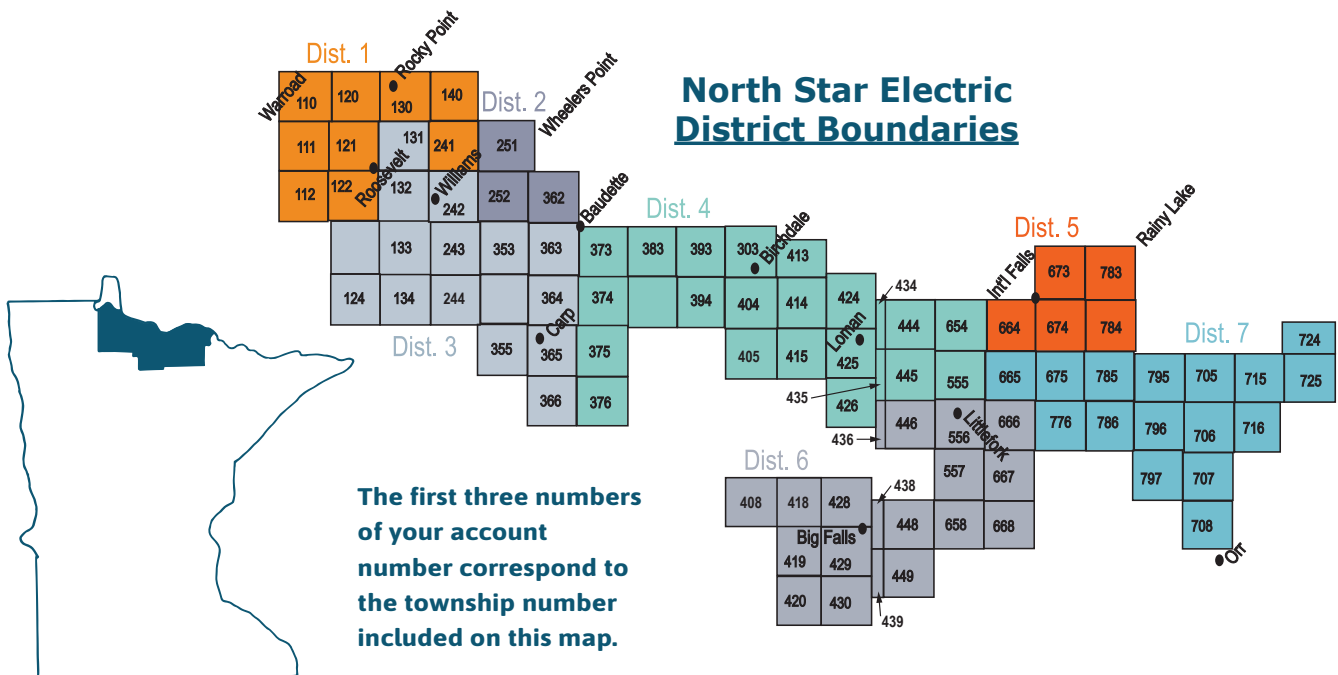 North Star Electric
District Boundaries
Dist. 1
Warroad
Rocky Point
110 120 130 140
Dist. 2
Wheelers Point
111 121 131 241 251
Roosevelt
Williams
112 122 132 242 252 362
Baudette
Dist. 4
133 243 353 363 373 383 393 303 413
Birchdale
124 134 244 364 374 394 404 414 424
434
Dist. 3
355 365 375 405 415 425
Carp
Loman
366 376 426
435
436
444 654
445 555
446 556 666
Littlefork
Dist. 5
Int'l Falls
Rainy Lake
673 783
664 674 784
Dist. 7
724
665 675 785 795 705 715 725
776 786 796 706 716
797 707
708
Orr
Dist. 6
557 667
408 418 428
438
448 658 668
Big Falls
419 429 449
420 430
439
The first three numbers
of your account
number correspond to
the township number
included on this map.